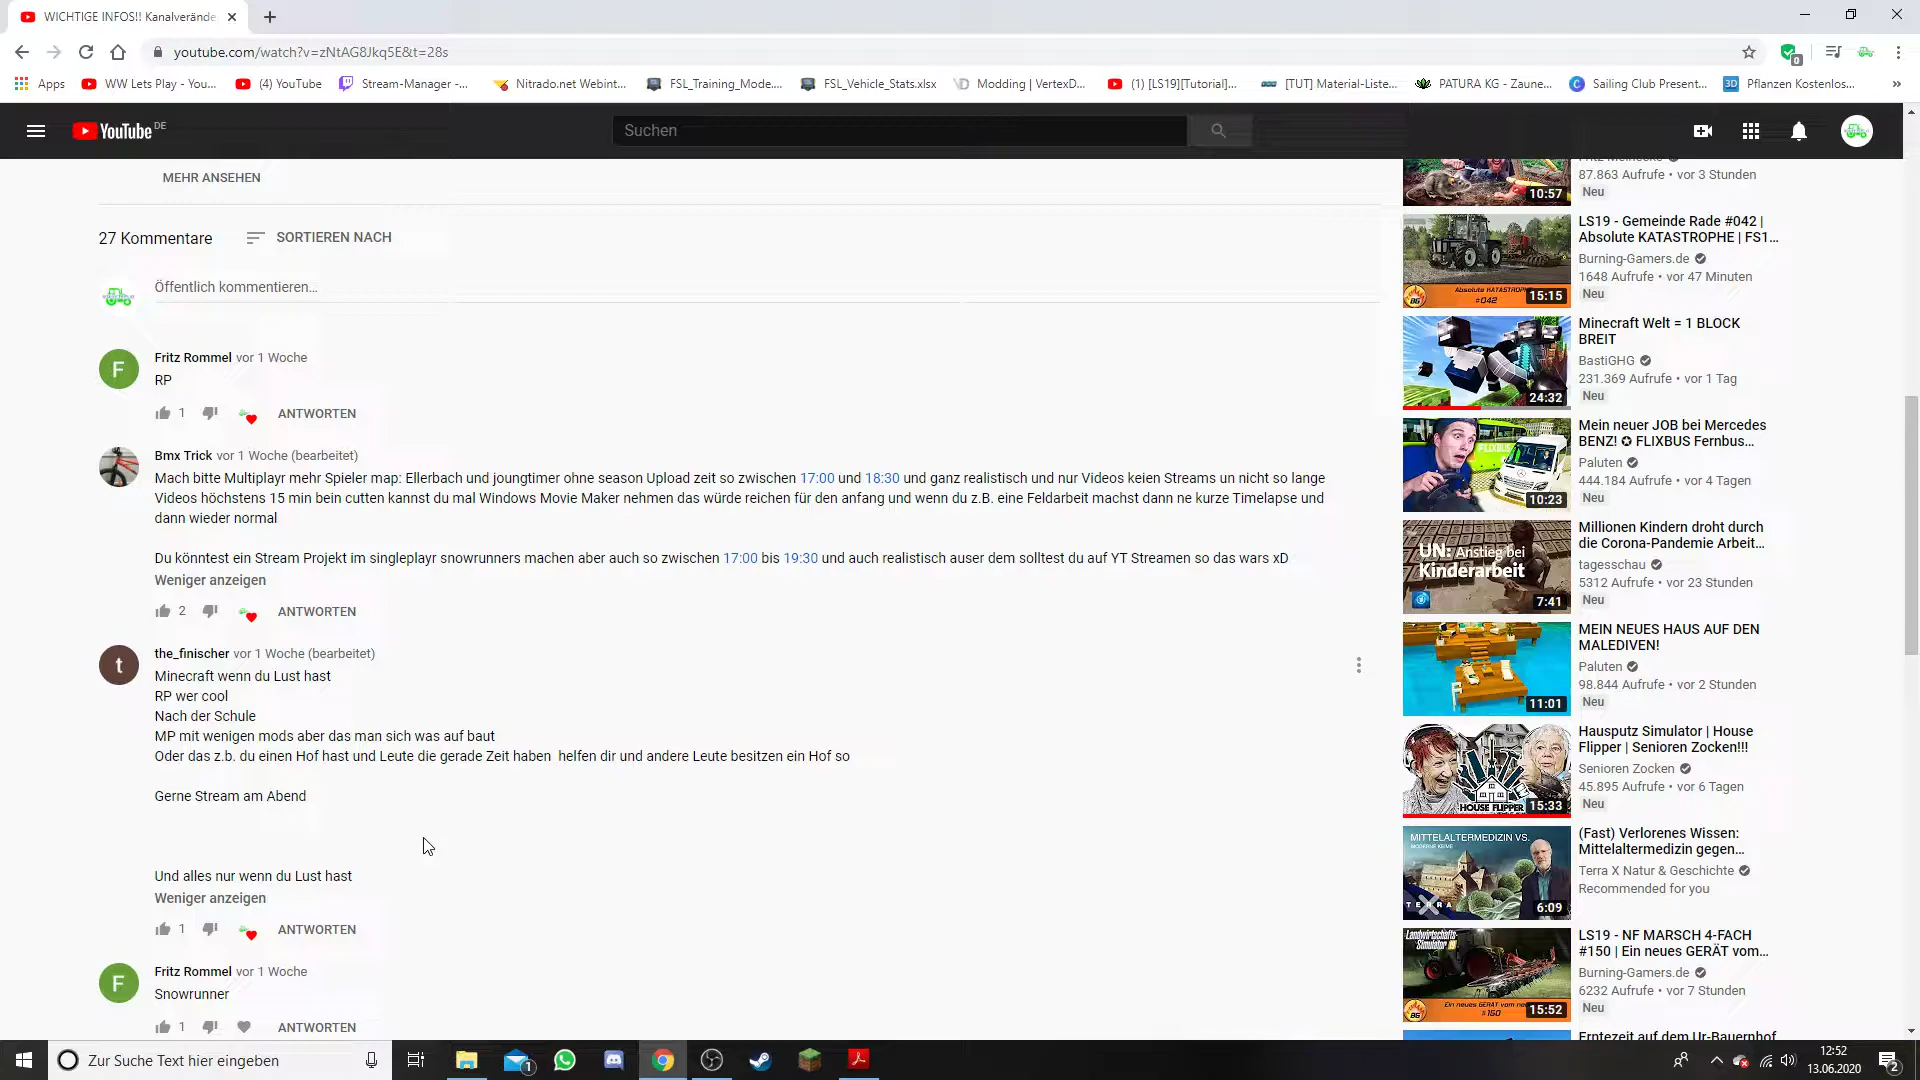 WICHTIGE INFOS!! Kanalverände
youtube.com/watch?v=zNtAG8Jkq5E&t=28s
0
Apps
WW Lets Play - You...
(4) YouTube
Stream-Manager -...
Nitrado.net Webint...
FSL_Training_Mode....
FSL_Vehicle_Stats.xlsx
Modding | VertexD...
(1) [LS19][Tutorial]...
[TUT] Material-Liste...
PATURA KG - Zaune...
Sailing Club Present...
Pflanzen Kostenlos...
YouTube DE
Suchen
MEHR ANSEHEN
27 Kommentare
SORTIEREN NACH
Öffentlich kommentieren...
F
Fritz Rommel vor 1 Woche
RP
1
ANTWORTEN
Bmx Trick vor 1 Woche (bearbeitet)
Mach bitte Multiplayr mehr Spieler map: Ellerbach und joungtimer ohne season Upload zeit so zwischen 17:00 und 18:30 und ganz realistisch und nur Videos keien Streams un nicht so lange
Videos höchstens 15 min bein cutten kannst du mal Windows Movie Maker nehmen das würde reichen für den anfang und wenn du z.B. eine Feldarbeit machst dann ne kurze Timelapse und
dann wieder normal
Du könntest ein Stream Projekt im singleplayr snowrunners machen aber auch so zwischen 17:00 bis 19:30 und auch realistisch auser dem solltest du auf YT Streamen so das wars xD
Weniger anzeigen
2
ANTWORTEN
t
the_finischer vor 1 Woche (bearbeitet)
Minecraft wenn du Lust hast
RP wer cool
Nach der Schule
MP mit wenigen mods aber das man sich was auf baut
Oder das z.b. du einen Hof hast und Leute die gerade Zeit haben  helfen dir und andere Leute besitzen ein Hof so
Gerne Stream am Abend
Und alles nur wenn du Lust hast
Weniger anzeigen
1
ANTWORTEN
F
Fritz Rommel vor 1 Woche
Snowrunner
1
ANTWORTEN
10:57
87.863 Aufrufe • vor 3 Stunden
Neu
Absolute KATASTROPHE
#042
15:15
LS19 - Gemeinde Rade #042 |
Absolute KATASTROPHE | FS1...
Burning-Gamers.de
1648 Aufrufe • vor 47 Minuten
Neu
24:32
Minecraft Welt = 1 BLOCK
BREIT
BastiGHG
231.369 Aufrufe • vor 1 Tag
Neu
10:23
Mein neuer JOB bei Mercedes
BENZ! ✪ FLIXBUS Fernbus...
Paluten
444.184 Aufrufe • vor 4 Tagen
Neu
UN: Anstieg bei
Kinderarbeit
7:41
Millionen Kindern droht durch
die Corona-Pandemie Arbeit...
tagesschau
5312 Aufrufe • vor 23 Stunden
Neu
11:01
MEIN NEUES HAUS AUF DEN
MALEDIVEN!
Paluten
98.844 Aufrufe • vor 2 Stunden
Neu
HOUSE FLIPPER
15:33
Hausputz Simulator | House
Flipper | Senioren Zocken!!!
Senioren Zocken
45.895 Aufrufe • vor 6 Tagen
Neu
MITTELALTERMEDIZIN VS.
MODERNE KEIME
TERRA X
6:09
(Fast) Verlorenes Wissen:
Mittelaltermedizin gegen...
Terra X Natur & Geschichte
Recommended for you
Landwirtschafts
Simulator 19
#150
15:52
LS19 - NF MARSCH 4-FACH
#150 | Ein neues GERÄT vom...
Burning-Gamers.de
6232 Aufrufe • vor 7 Stunden
Neu
Erntezeit auf dem Ur-Bauernhof
Zur Suche Text hier eingeben
1
12:52
13.06.2020
2